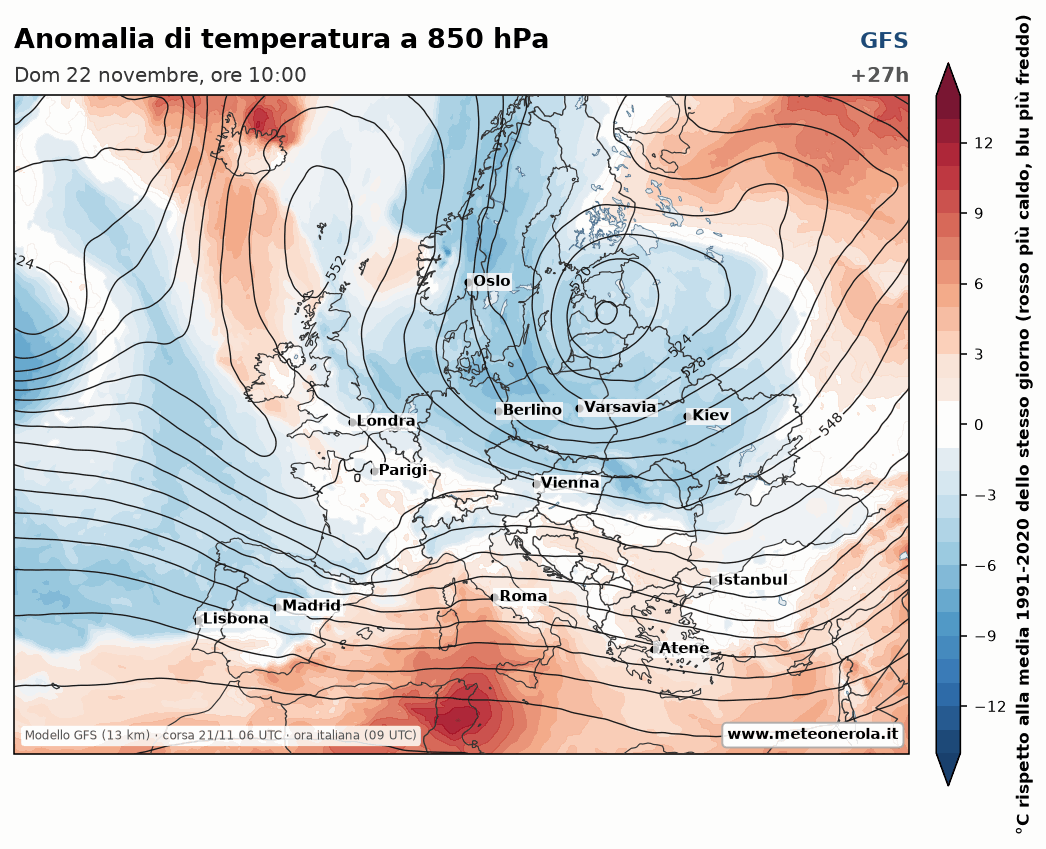 Anomalia di temperatura a 850 hPa
GFS
Dom 22 novembre, ore 10:00
+27h
552
524
Oslo
524
528
Berlino
Varsavia
Kiev
Londra
548
Parigi
Vienna
Istanbul
Madrid
Roma
Lisbona
Atene
Modello GFS (13 km) · corsa 21/11 06 UTC · ora italiana (09 UTC)
www.meteonerola.it
12
9
6
3
0
−3
−6
−9
−12
°C rispetto alla media 1991-2020 dello stesso giorno (rosso più caldo, blu più freddo)